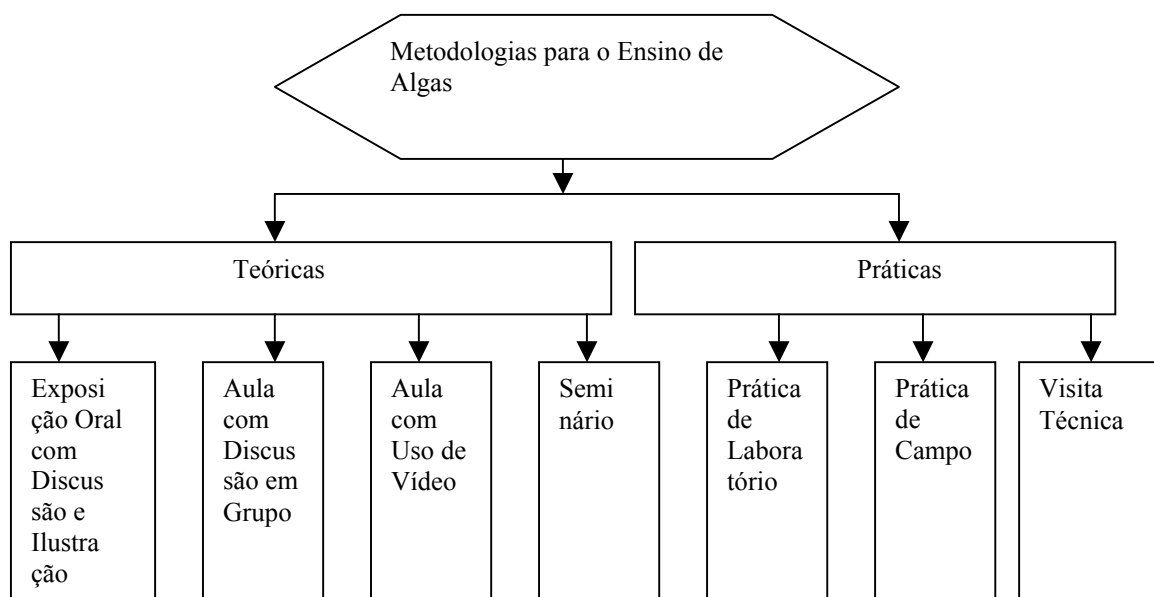 Metodologias para o Ensino de
Algas
Teóricas
Práticas
Exposi
ção Oral
com
Discus
são e
Ilustra
ção
Aula
com
Discus
são em
Grupo
Aula
com
Uso de
Vídeo
Semi
nário
Prática
de
Labora
tório
Prática
de
Campo
Visita
Técnica